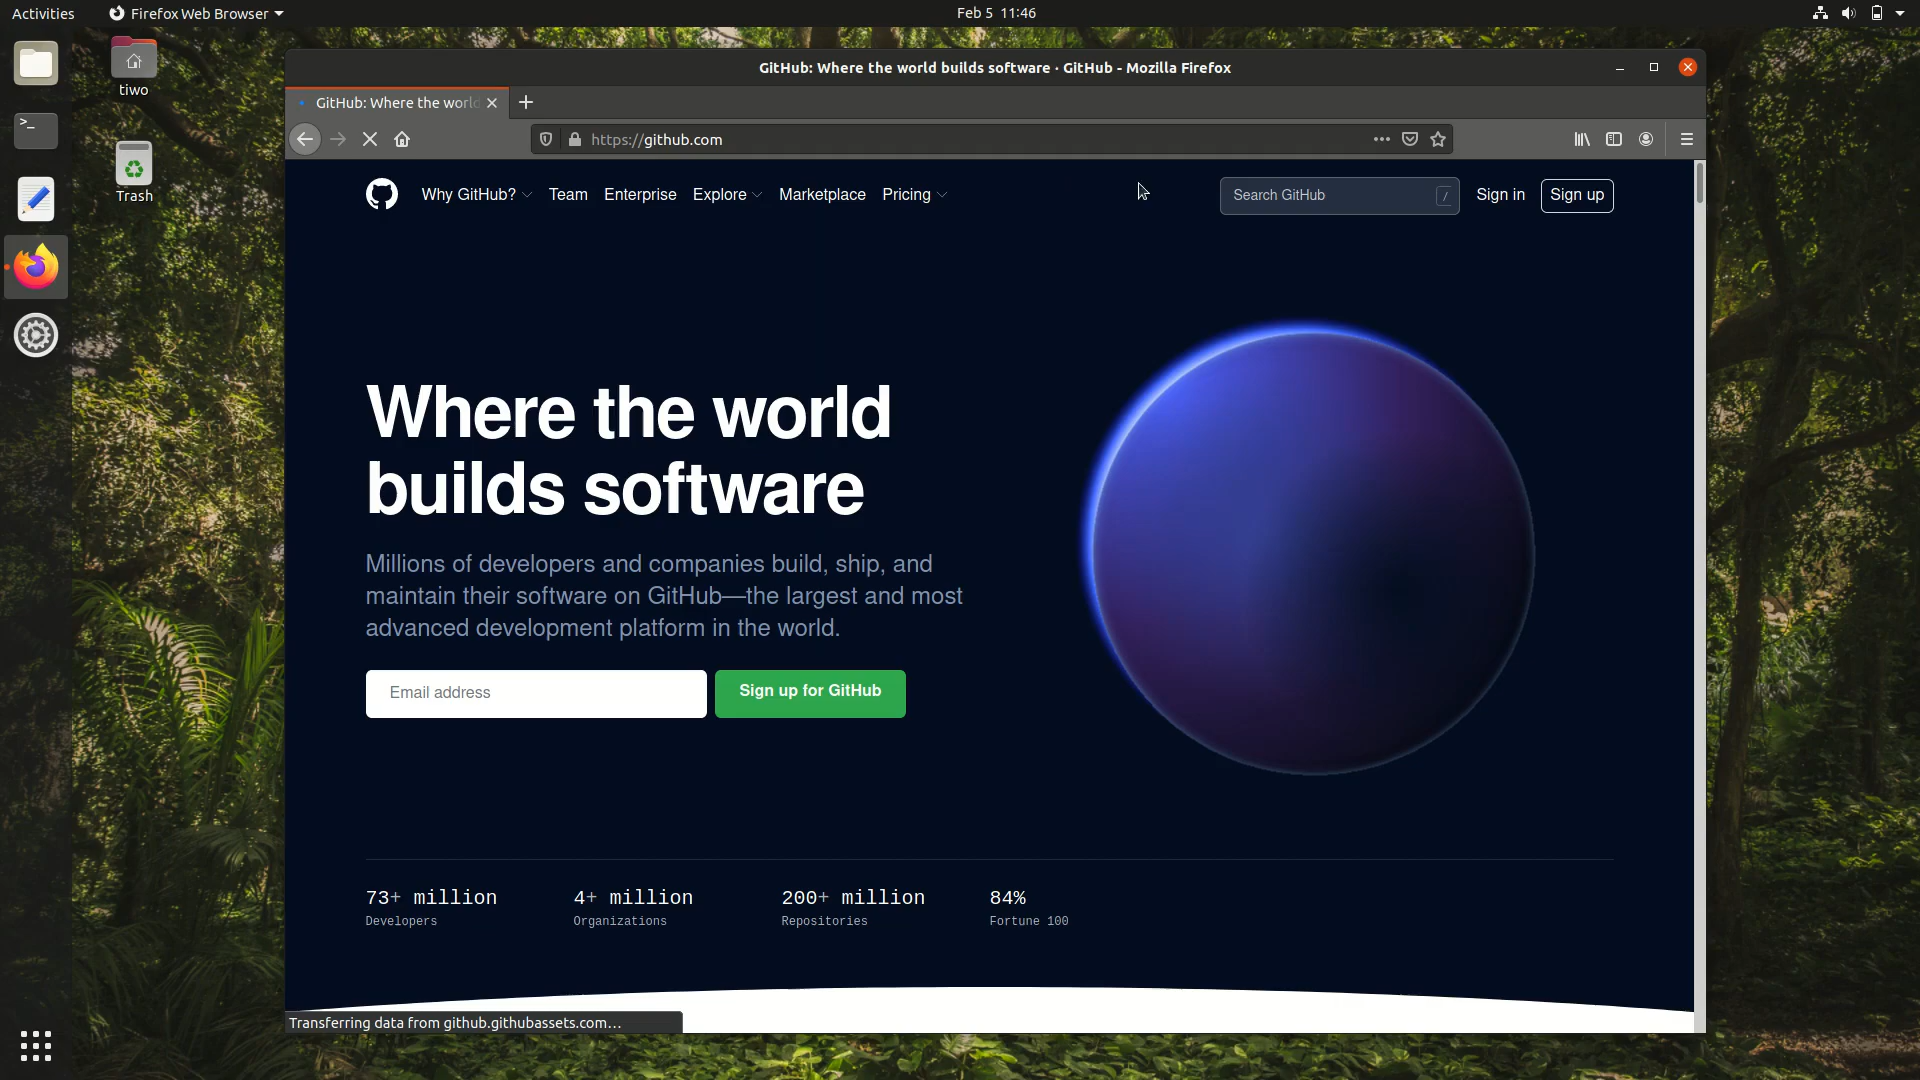 Activities
Firefox Web Browser
Feb 5 11:46
tiwo
Trash
GitHub: Where the world builds software · GitHub - Mozilla Firefox
GitHub: Where the world
https://github.com
Why GitHub?
Team
Enterprise
Explore
Marketplace
Pricing
Search GitHub
/
Sign in
Sign up
Where the world
builds software
Millions of developers and companies build, ship, and
maintain their software on GitHub—the largest and most
advanced development platform in the world.
Email address
Sign up for GitHub
73+ million
Developers
4+ million
Organizations
200+ million
Repositories
84%
Fortune 100
Transferring data from github.githubassets.com…